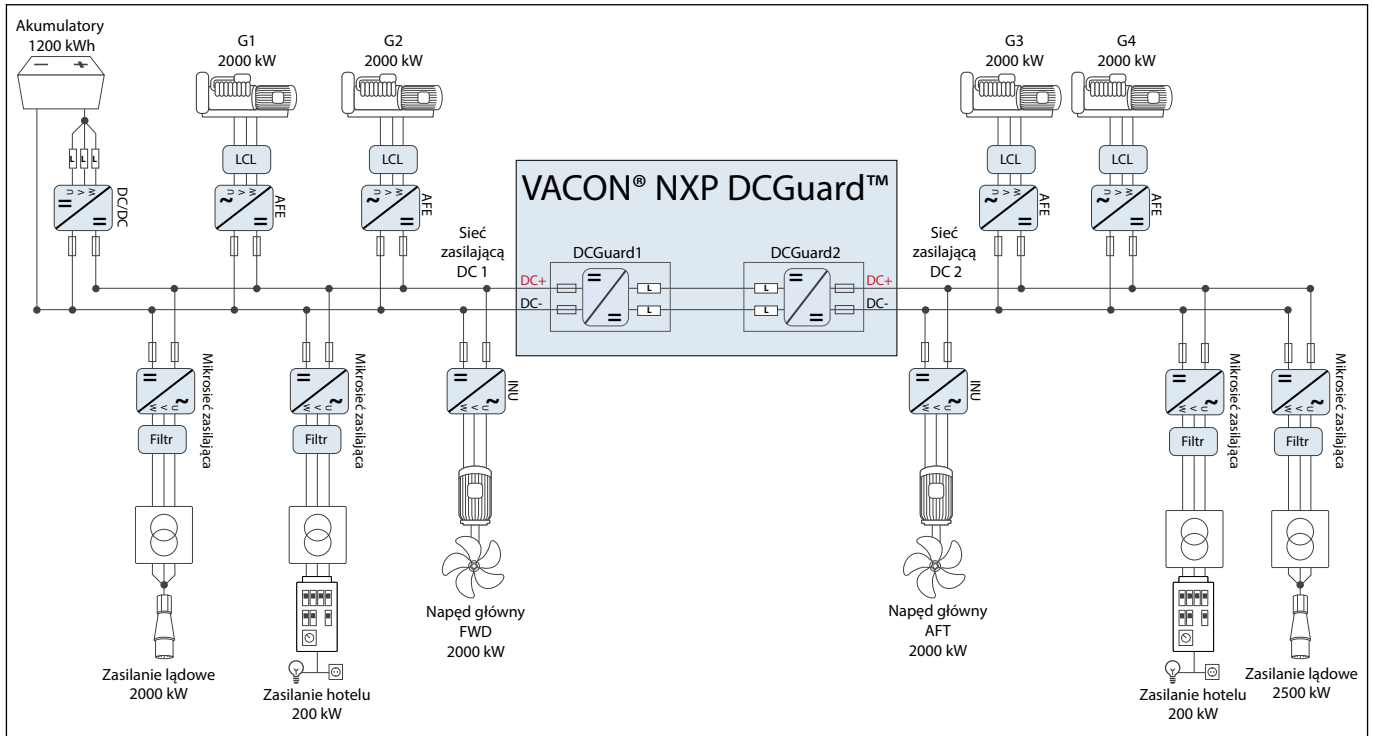 Akumulatory
1200 kWh
G1
2000 kW
G2
2000 kW
G3
2000 kW
G4
2000 kW
LCL
LCL
LCL
LCL
L L L
U V W
DC/DC
U V W
AFE
U V W
AFE
U V W
AFE
U V W
AFE
VACON® NXP DCGuard™
Sieć
zasilającą
DC 1
DCGuard1
DCGuard2
Sieć
zasilającą
DC 2
DC+
L
L
DC+
DC-
L
L
DC-
W V U
Mikrosieć zasilająca
W V U
Mikrosieć zasilająca
W V U
INU
W V U
INU
W V U
Mikrosieć zasilająca
W V U
Mikrosieć zasilająca
Filtr
Filtr
Filtr
Filtr
Zasilanie lądowe
2000 kW
Zasilanie hotelu
200 kW
Napęd główny
FWD
2000 kW
Napęd główny
AFT
2000 kW
Zasilanie hotelu
200 kW
Zasilanie lądowe
2500 kW